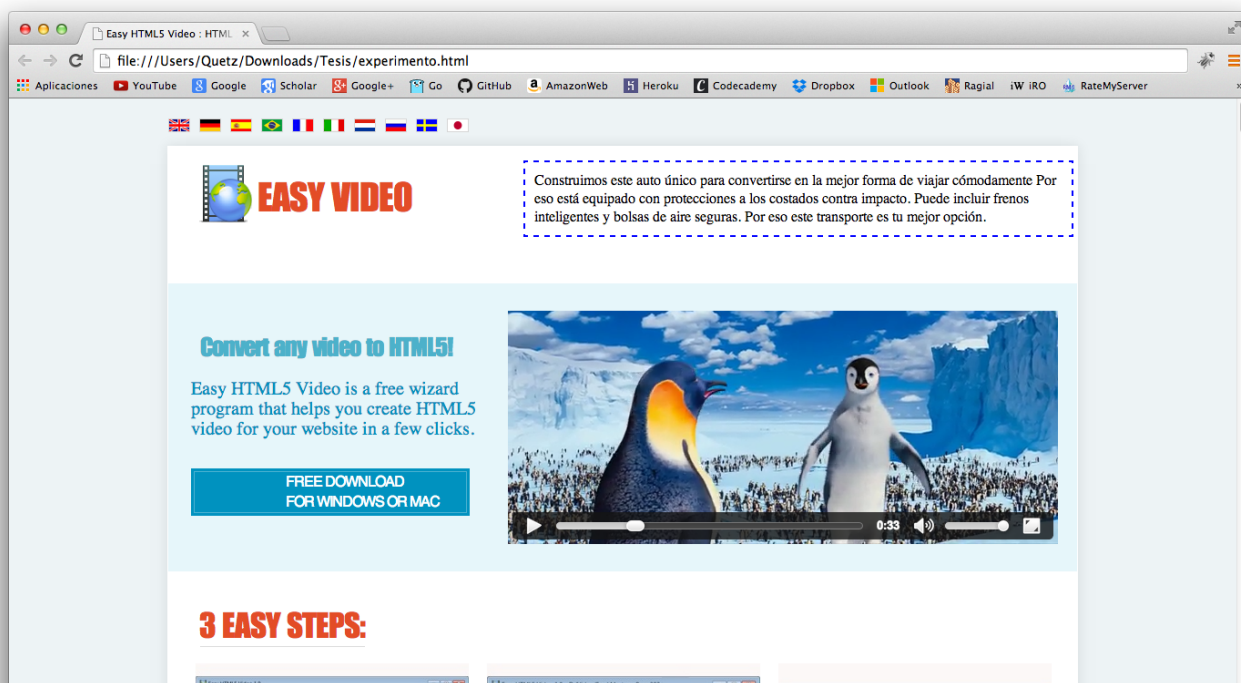 Easy HTML5 Video : HTML
file:///Users/Quetz/Downloads/Tesis/experimento.html
Aplicaciones YouTube Google Scholar Google+ Go GitHub AmazonWeb Heroku Codecademy Dropbox Outlook Ragial iW iRO RateMyServer
EASY VIDEO
Construimos este auto único para convertirse en la mejor forma de viajar cómodamente Por
eso está equipado con protecciones a los costados contra impacto. Puede incluir frenos
inteligentes y bolsas de aire seguras. Por eso este transporte es tu mejor opción.
Convert any video to HTML5!
Easy HTML5 Video is a free wizard
program that helps you create HTML5
video for your website in a few clicks.
FREE DOWNLOAD
FOR WINDOWS OR MAC
0:33
3 EASY STEPS: